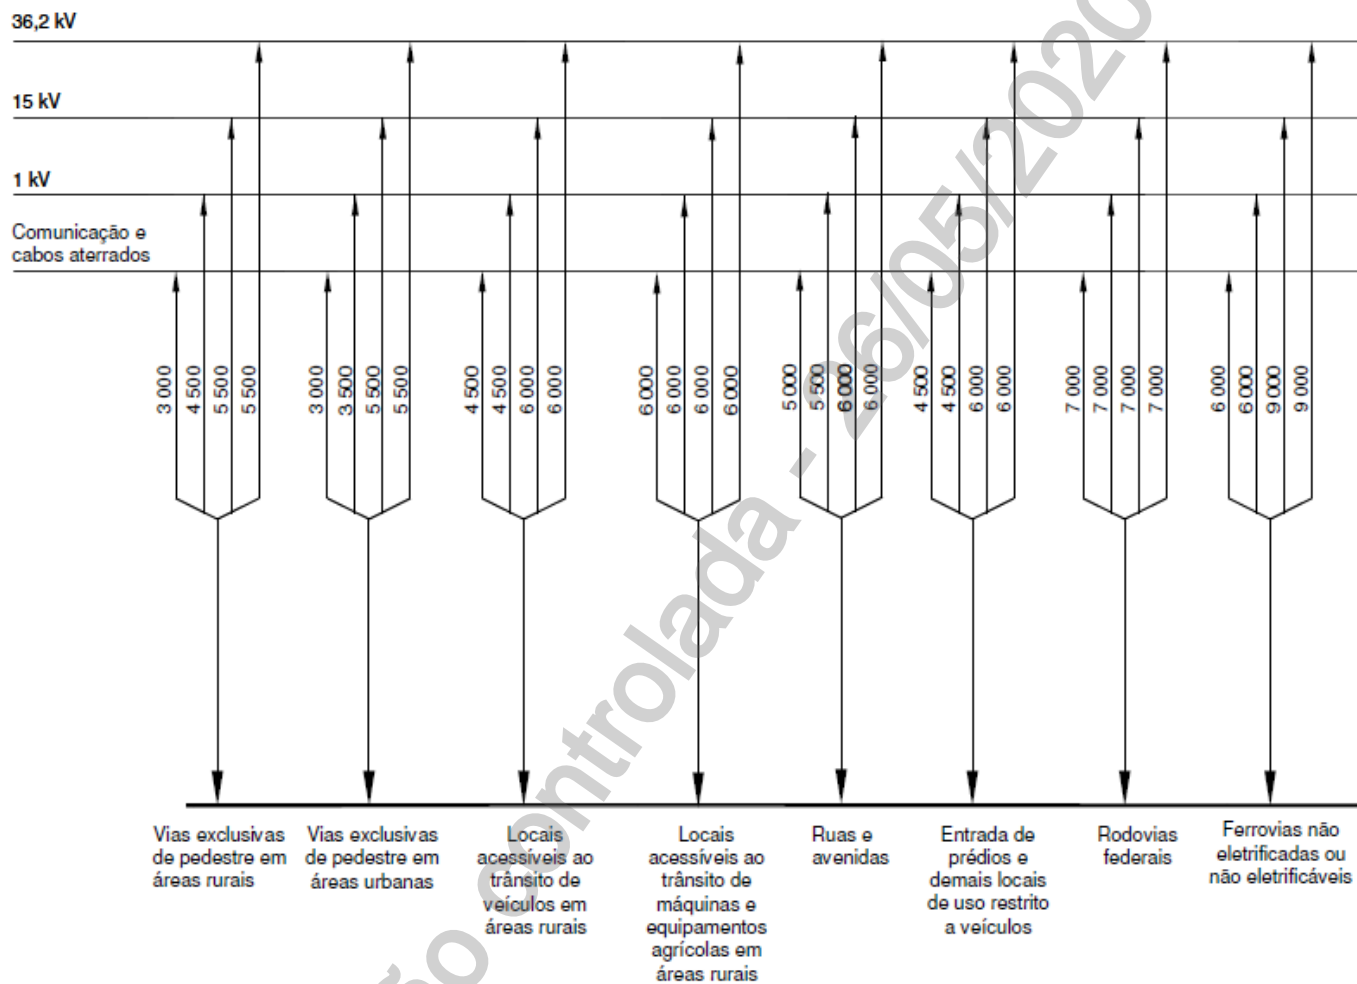 36,2 kV
15 kV
1 kV
Comunicação e
cabos aterrados
3 000
4 500
5 500
5 500
3 000
3 500
5 500
5 500
4 500
4 500
6 000
6 000
6 000
6 000
6 000
6 000
5 000
5 500
6 000
6 000
4 500
4 500
6 000
6 000
7 000
7 000
7 000
7 000
6 000
6 000
9 000
9 000
Vias exclusivas
de pedestre em
áreas rurais
Vias exclusivas
de pedestre em
áreas urbanas
Locais
acessíveis ao
trânsito de
veículos em
áreas rurais
Locais
acessíveis ao
trânsito de
máquinas e
equipamentos
agrícolas em
áreas rurais
Ruas e
avenidas
Entrada de
prédios e
demais locais
de uso restrito
a veículos
Rodovias
federais
Ferrovias não
eletrificadas ou
não eletrificáveis
ão controlada - 26/05/2020